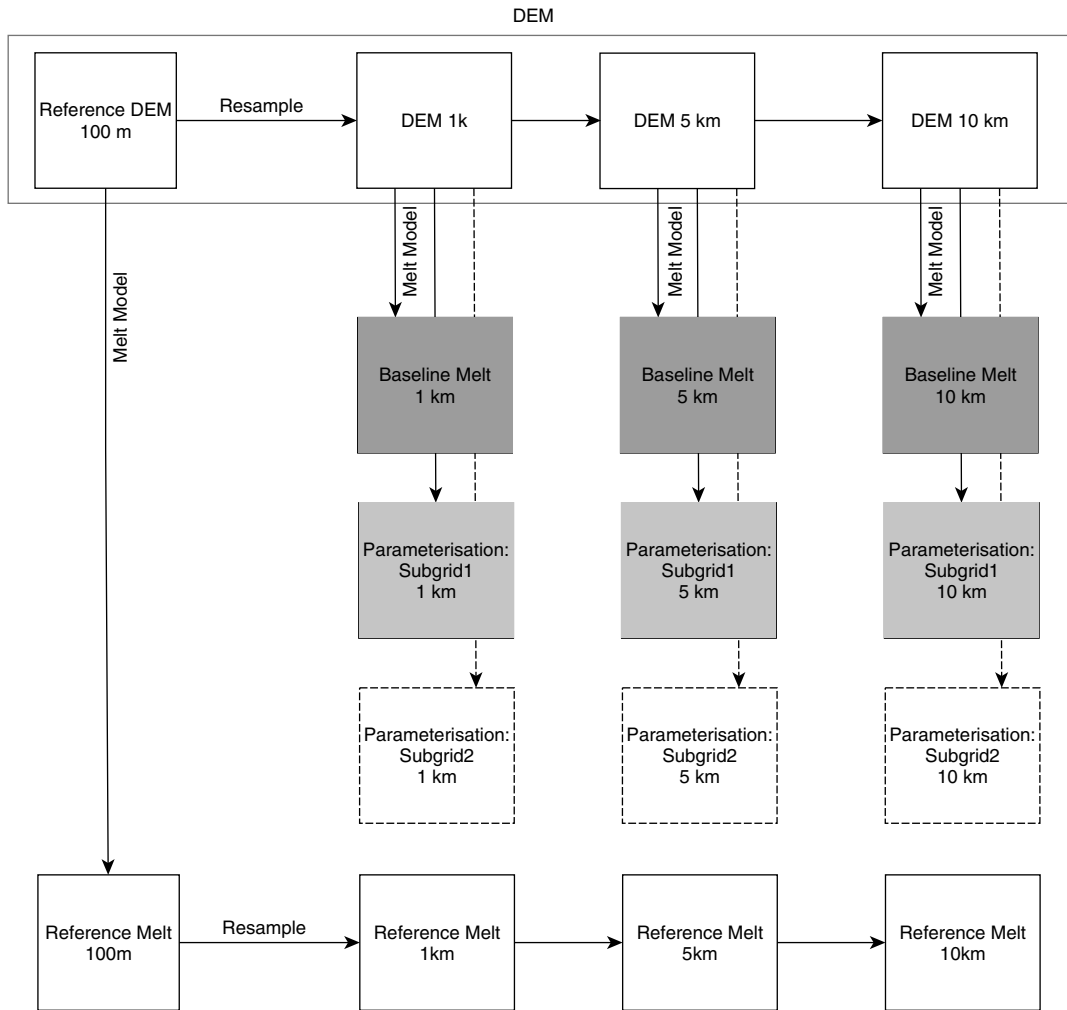 DEM
Reference DEM
100 m
Resample
DEM 1k
DEM 5 km
DEM 10 km
Melt Model
Melt Model
Melt Model
Melt Model
Baseline Melt
1 km
Baseline Melt
5 km
Baseline Melt
10 km
Parameterisation:
Subgrid1
1 km
Parameterisation:
Subgrid1
5 km
Parameterisation:
Subgrid1
10 km
Parameterisation:
Subgrid2
1 km
Parameterisation:
Subgrid2
5 km
Parameterisation:
Subgrid2
10 km
Reference Melt
100m
Resample
Reference Melt
1km
Reference Melt
5km
Reference Melt
10km